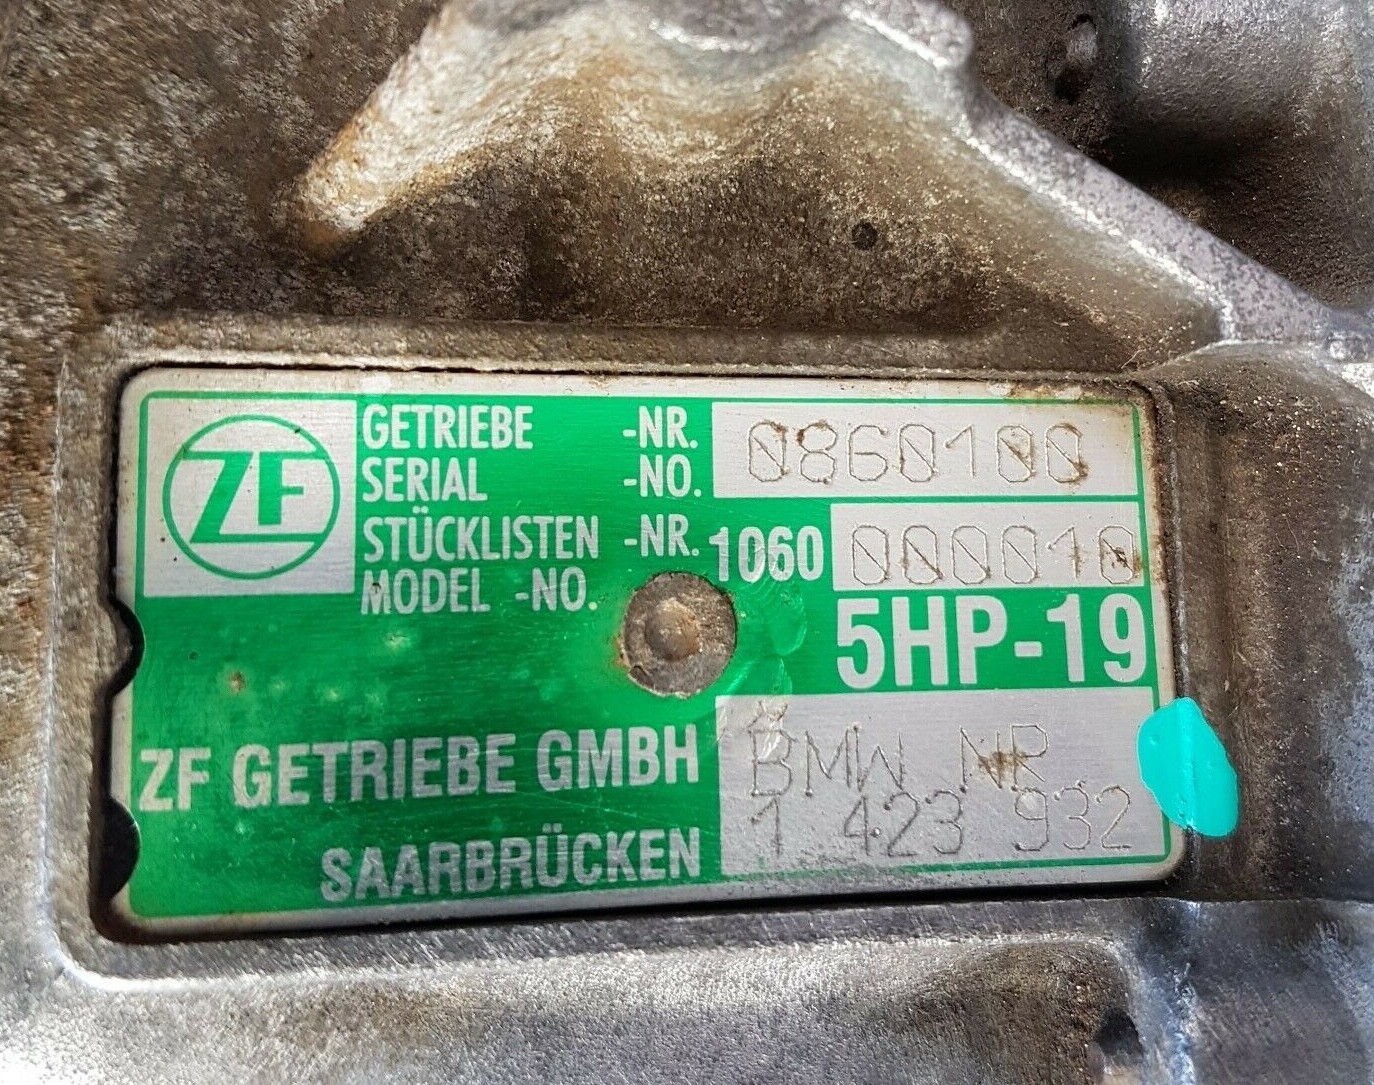 ZF
GETRIEBE -NR. 0860100
SERIAL -NO.
STÜCKLISTEN -NR. 1060 000010
MODEL -NO.
5HP-19
ZF GETRIEBE GMBH
SAARBRÜCKEN
BMW NR
1 423 932